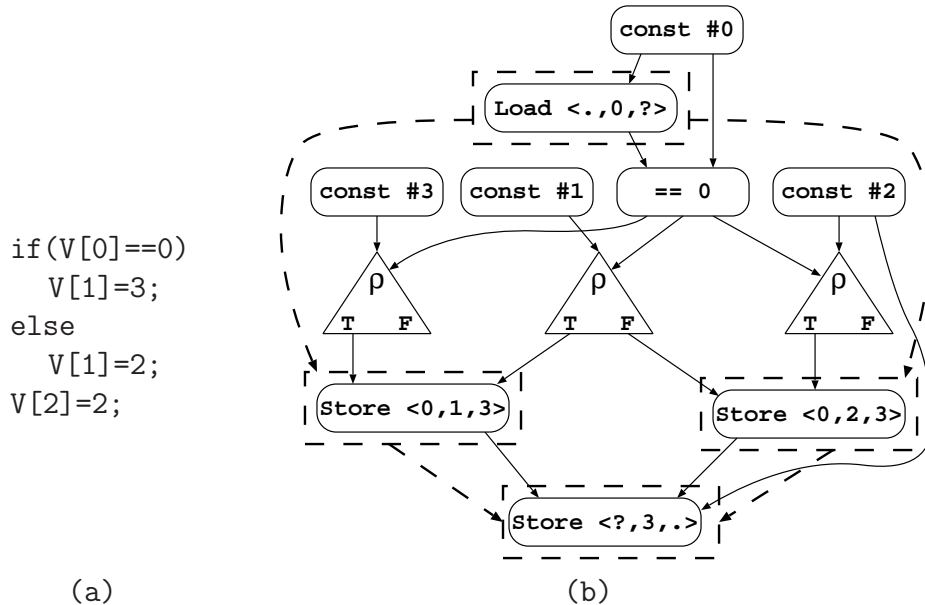 const #0
Load <.,0,?>
const #3
const #1
== 0
const #2
ρ
ρ
ρ
T F
T F
T F
if(V[0]==0)
V[1]=3;
else
V[1]=2;
V[2]=2;
Store <0,1,3>
Store <0,2,3>
Store <?,3,.>
(a)
(b)